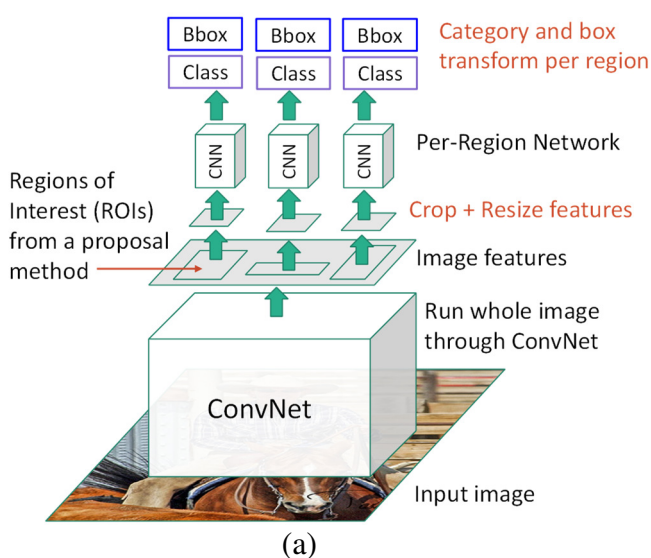 Bbox
Bbox
Bbox
Category and box
transform per region
Class
Class
Class
CNN
CNN
CNN
Per-Region Network
Regions of
Interest (ROIs)
from a proposal
method
Crop + Resize features
Image features
Run whole image
through ConvNet
ConvNet
Input image
(a)